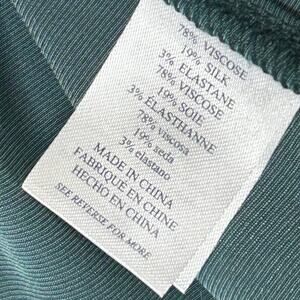 78% VISCOSE
19% SILK
3% ELASTANE
78% VISCOSE
19% SOIE
3% ÉLASTHANNE
78% viscosa
19% seda
3% elastano
MADE IN CHINA
FABRIQUÉ EN CHINE
HECHO EN CHINA
SEE REVERSE FOR MORE